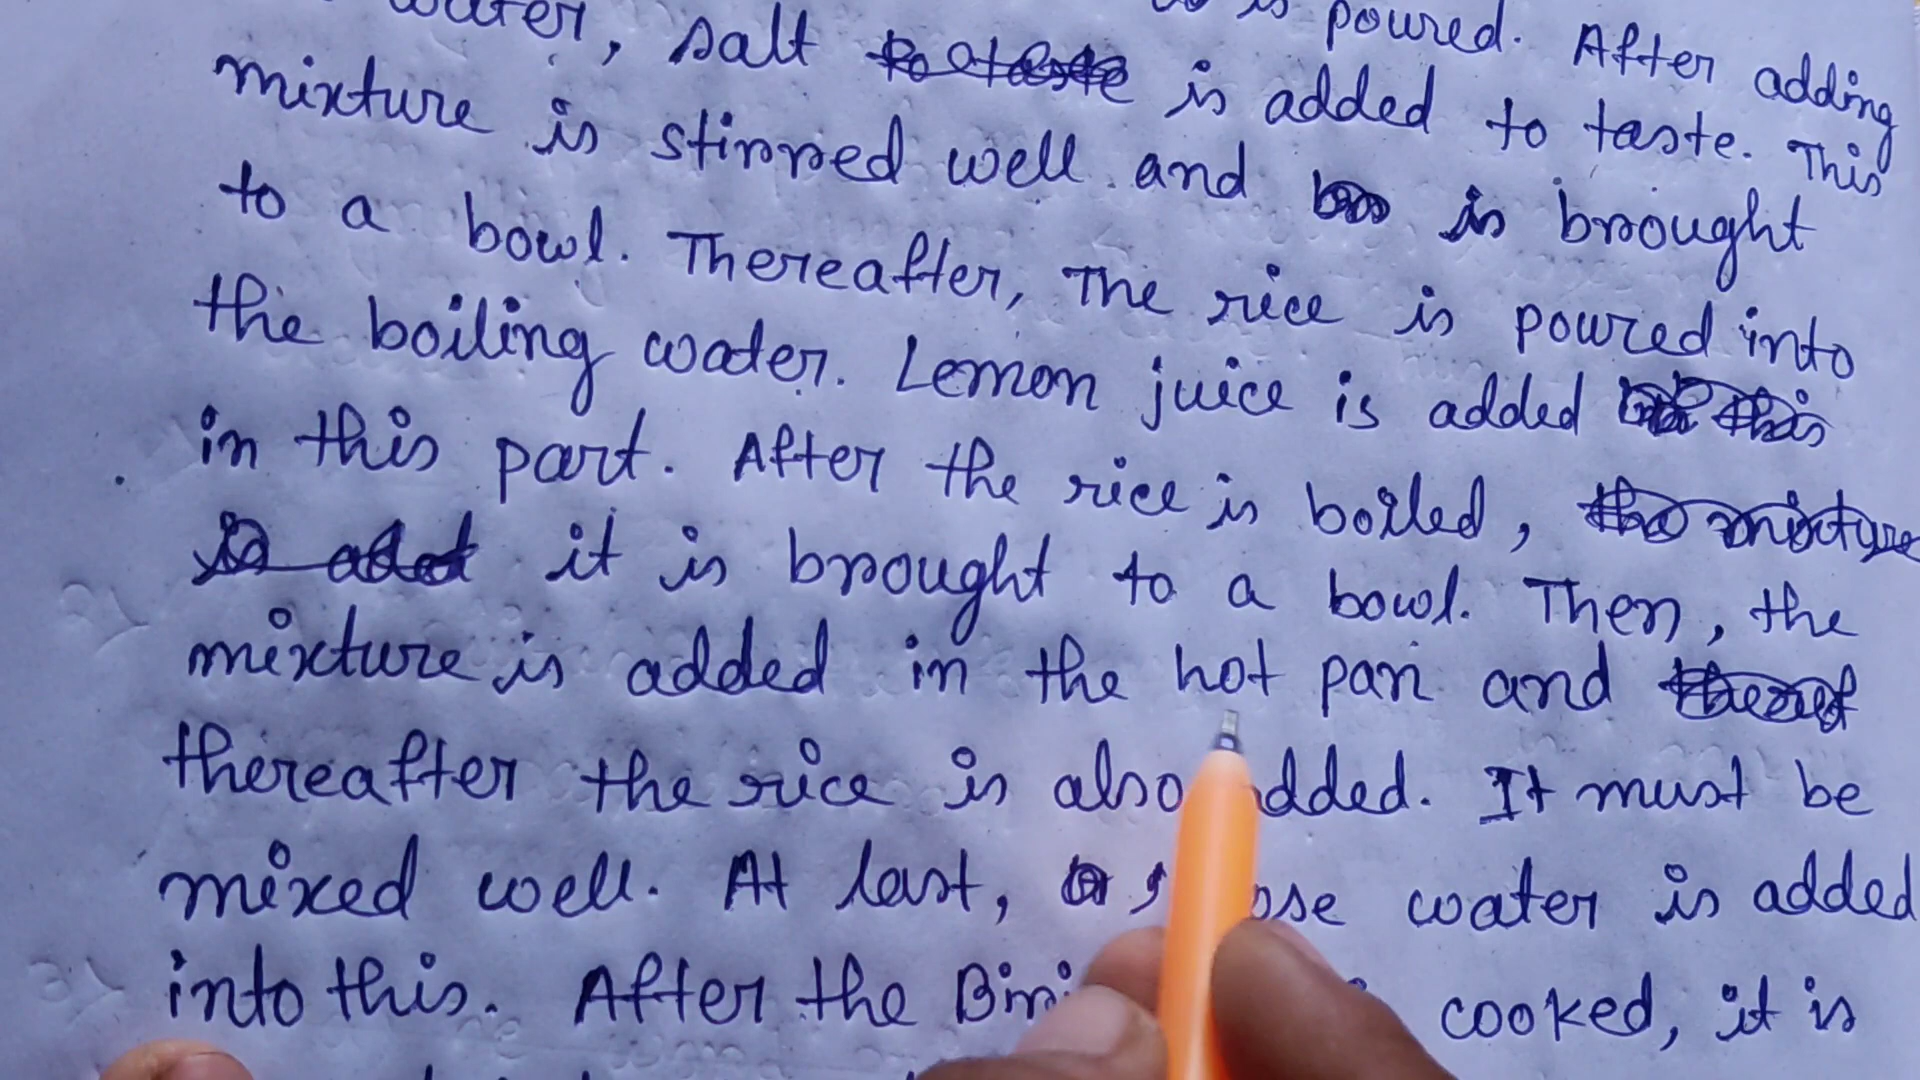 water, salt is poured. After adding
mixture is stirred well and is added to taste. This
to a bowl. Thereafter, The rice is brought
the boiling water. Lemon juice is poured into
in this part. After the rice is added
it is brought to a boiled,
mixture is added in the bowl. Then, the
thereafter the rice is also hot pan and
mixed well. At last, added. It must be
into this. After the water is added
cooked, it is